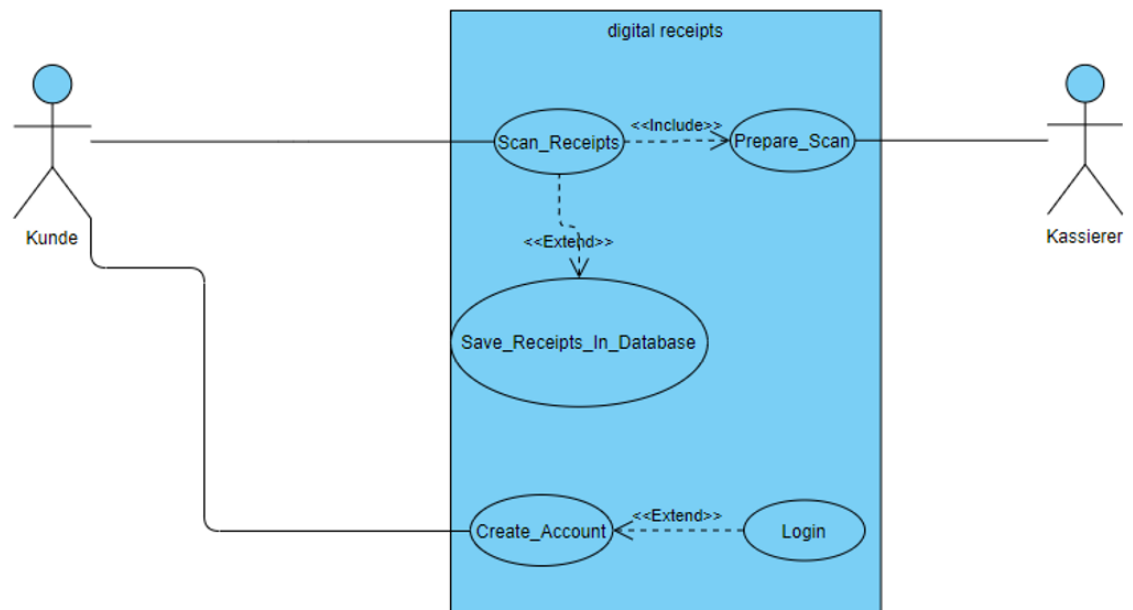 digital receipts
Scan_Receipts
<<Include>>
Prepare_Scan
Kunde
Kassierer
<<Extend>>
Save_Receipts_In_Database
Create_Account
<<Extend>>
Login